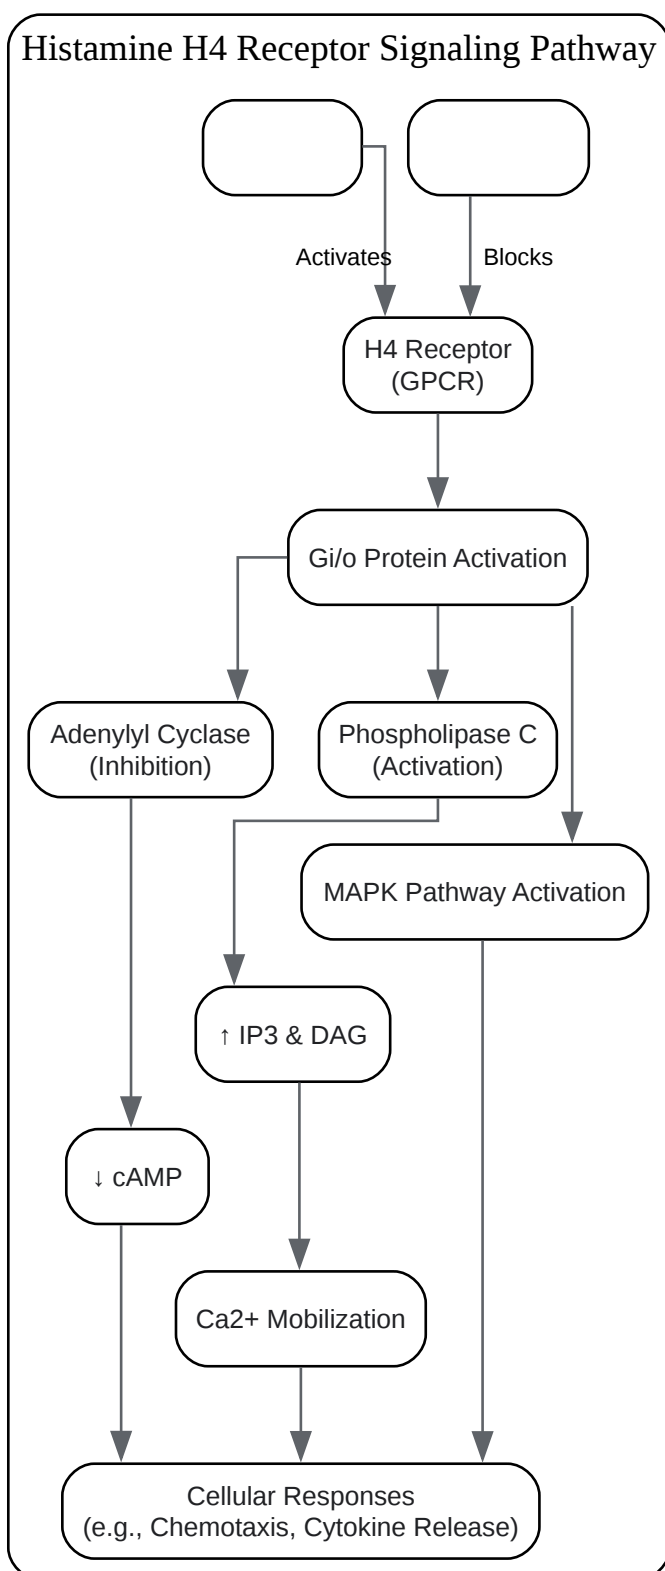 Histamine H4 Receptor Signaling Pathway
Activates
Blocks
H4 Receptor
(GPCR)
Gi/o Protein Activation
Adenylyl Cyclase
(Inhibition)
Phospholipase C
(Activation)
MAPK Pathway Activation
↑ IP3 & DAG
↓ cAMP
Ca2+ Mobilization
Cellular Responses
(e.g., Chemotaxis, Cytokine Release)